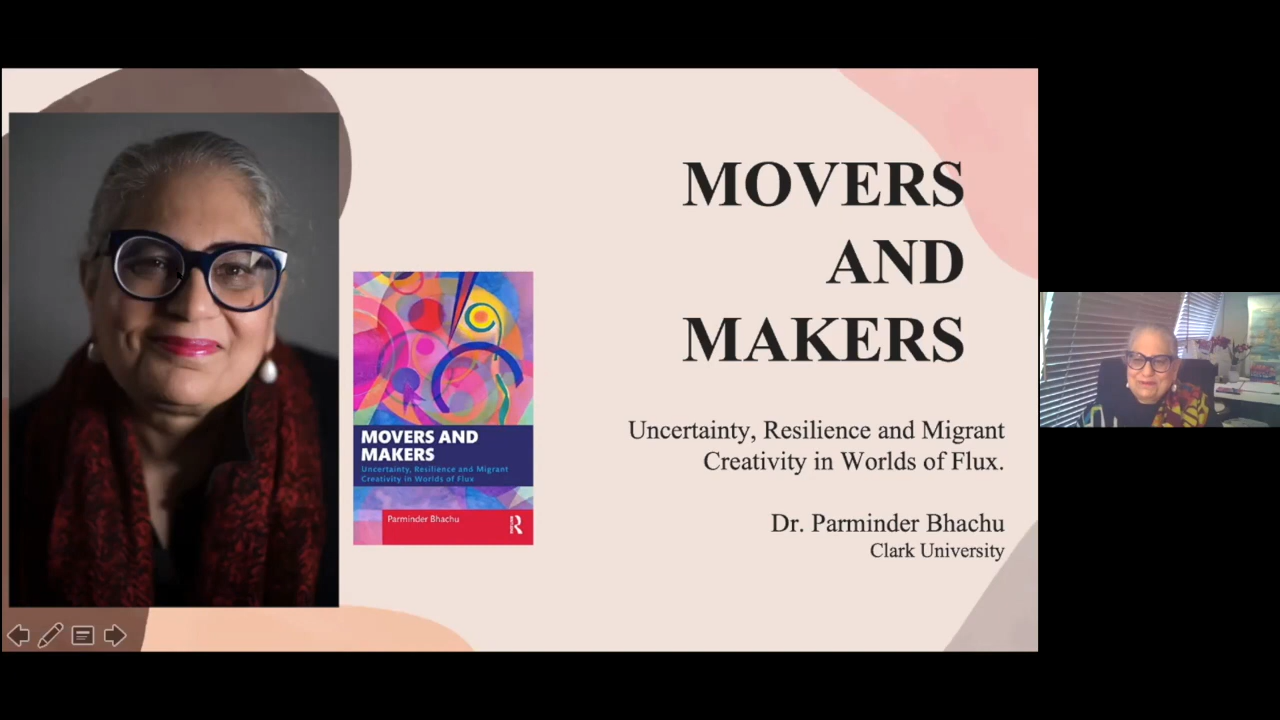 MOVERS
AND
MAKERS
Uncertainty, Resilience and Migrant
Creativity in Worlds of Flux.
Dr. Parminder Bhachu
Clark University
MOVERS AND
MAKERS
Uncertainty, Resilience and Migrant
Creativity in Worlds of Flux
Parminder Bhachu
R